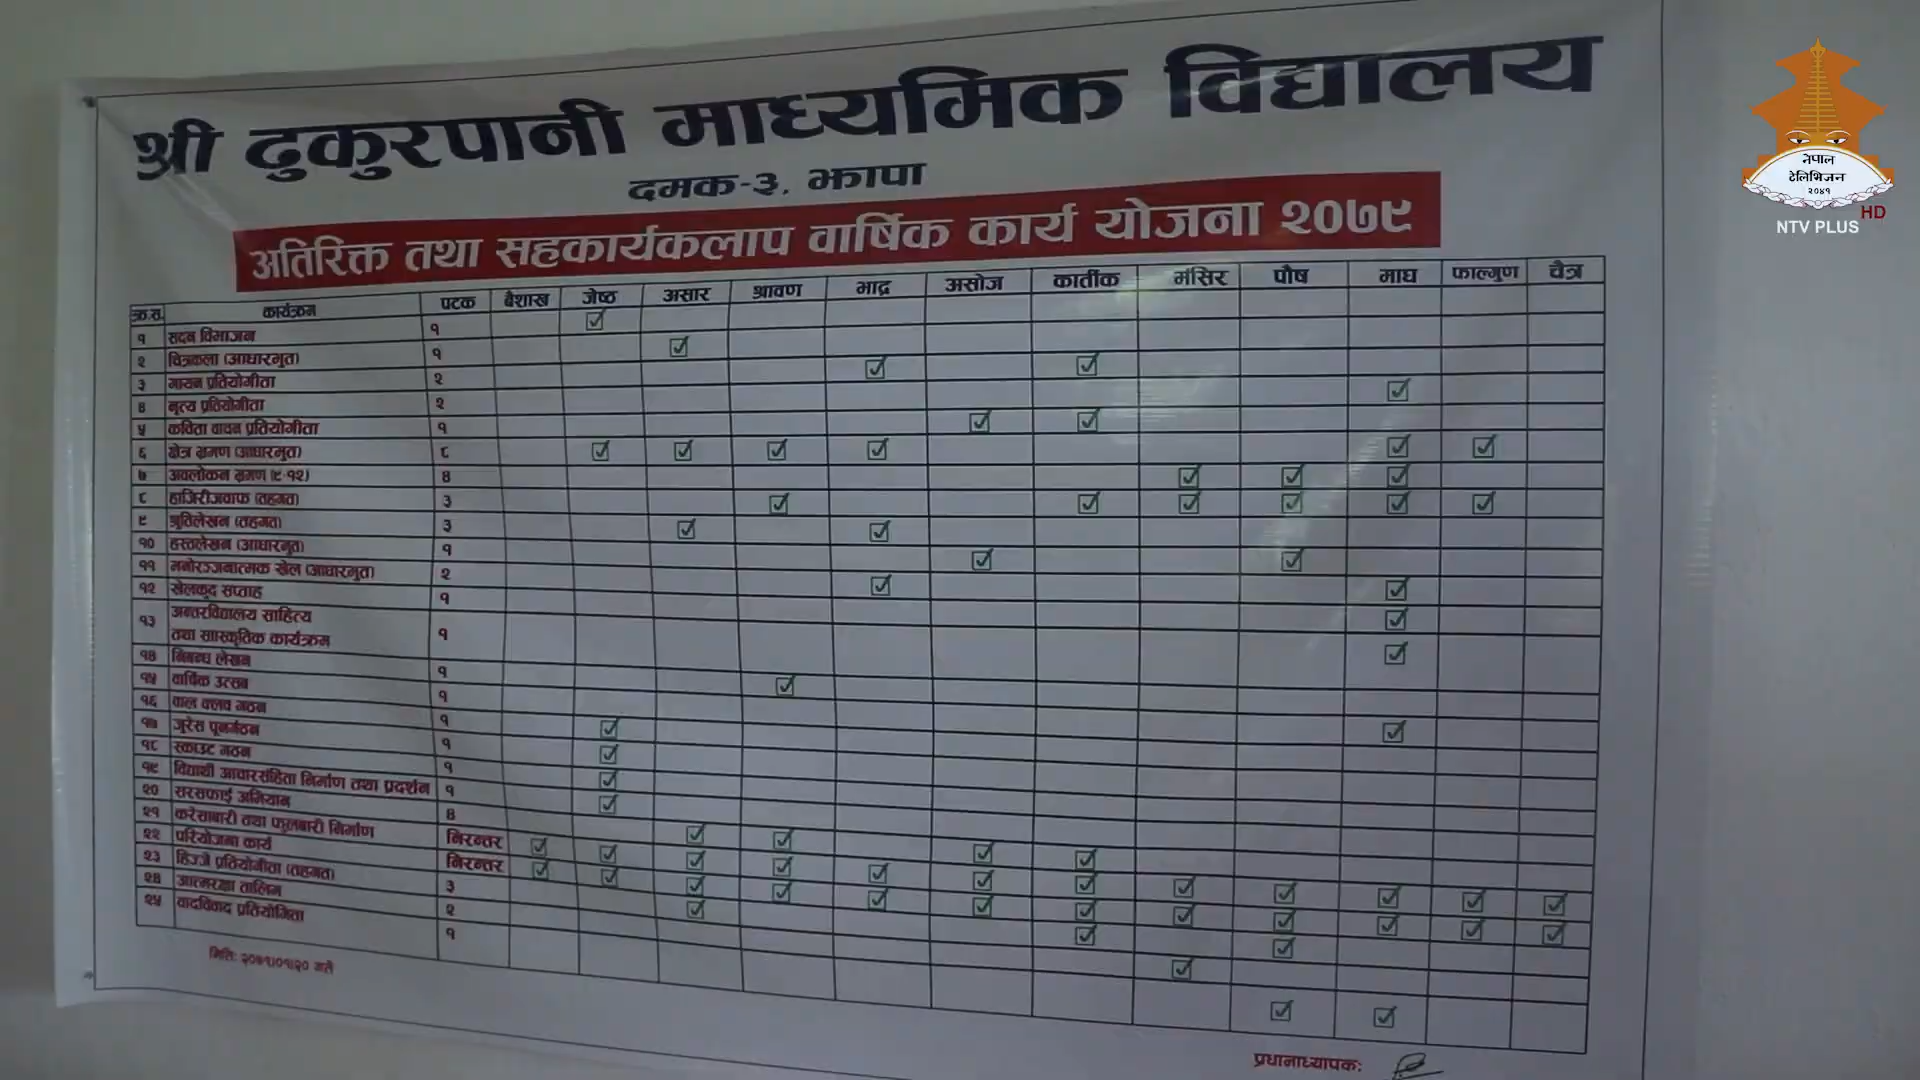 श्री ढुकुरपानी माध्यमिक विद्यालय
दमक-३, झापा
अतिरिक्त तथा सहकार्यकलाप वार्षिक कार्य योजना २०७९
क्र.स. कार्यक्रम पटक बैशाख जेष्ठ असार श्रावण भाद्र असोज कार्तीक मंसिर पौष माघ फाल्गुण चैत्र
१ सदन विभाजन १
२ चित्रकला (आधारभुत) १
३ गायन प्रतियोगीता २
४ नृत्य प्रतियोगीता २
५ कविता वाचन प्रतियोगीता १
६ क्षेत्र भ्रमण (आधारभुत) ८
७ अवलोकन भ्रमण (९-१२) ४
८ हाजिरीजवाफ (तहगत) ३
९ श्रुतिलेखन (तहगत) ३
१० हस्तलेखन (आधारभुत) १
११ मनोरञ्जनात्मक खेल (आधारभुत) २
१२ खेलकुद सप्ताह १
१३ अन्तरविद्यालय साहित्य
तथा सास्कृतिक कार्यक्रम १
१४ निबन्ध लेखन १
१५ वार्षिक उत्सव १
१६ वाल क्लव गठन १
१७ जुरेस पूनर्गठन १
१८ स्काउट गठन १
१९ विद्यार्थी आचारसंहिता निर्माण तथा प्रदर्शन १
२० सरसफाई अभियान ४
२१ करेसाबारी तथा फूलबारी निर्माण निरन्तर
२२ परियोजना कार्य निरन्तर
२३ हिज्जे प्रतियोगीता (तहगत) ३
२४ आत्मरक्षा तालिम २
२५ वादविवाद प्रतियोगिता १
मिति: २०७९।०१।२० गते
प्रधानाध्यापक:
नेपाल
टेलिभिजन
२०४१
HD
NTV PLUS